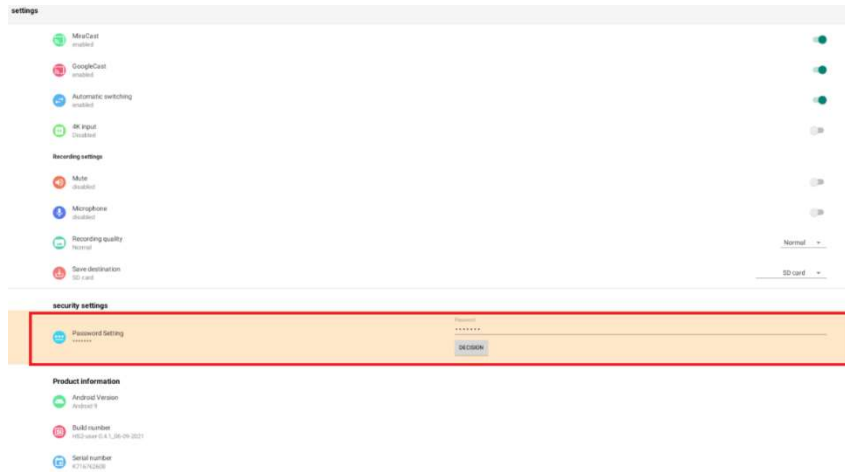 settings
MiraCast
enabled
GoogleCast
enabled
Automatic switching
enabled
4K input
Disabled
Recording settings
Mute
disabled
Microphone
disabled
Recording quality
Normal
Normal
Save destination
SD card
SD card
security settings
Password Setting
*******
Password
•••••••
DECISION
Product information
Android Version
Android 9
Build number
Serial number